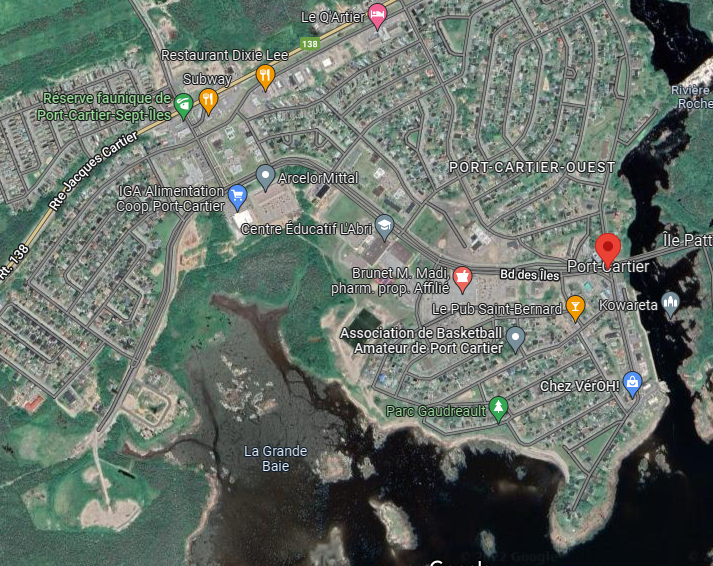 Le Q'Artier
138
Restaurant Dixie Lee
Subway
Réserve faunique de
Port-Cartier-Sept-Îles
Rivière
Roche
Rte Jacques Cartier
PORT-CARTIER-OUEST
ArcelorMittal
IGA Alimentation
Coop Port-Cartier
Centre Éducatif L'Abri
Île Patt
Rt-138
Port-Cartier
Bd des Îles
Brunet M. Madi,
pharm. prop. Affilié
Le Pub Saint-Bernard
Kowareta
Association de Basketball
Amateur de Port Cartier
Chez VérOH!
Parc Gaudreault
La Grande
Baie